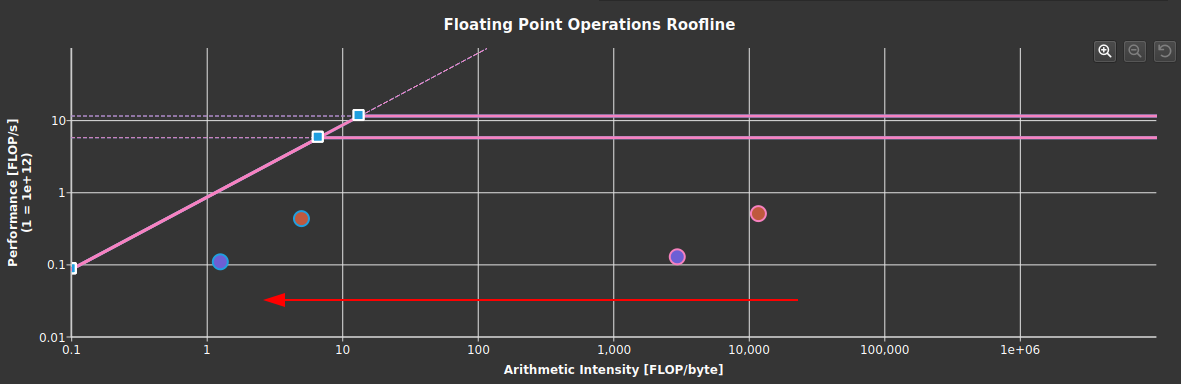 Floating Point Operations Roofline
Performance [FLOP/s]
(1 = 1e+12)
10
1
0.1
0.01
0.1
1
10
100
1,000
10,000
100,000
1e+06
Arithmetic Intensity [FLOP/byte]